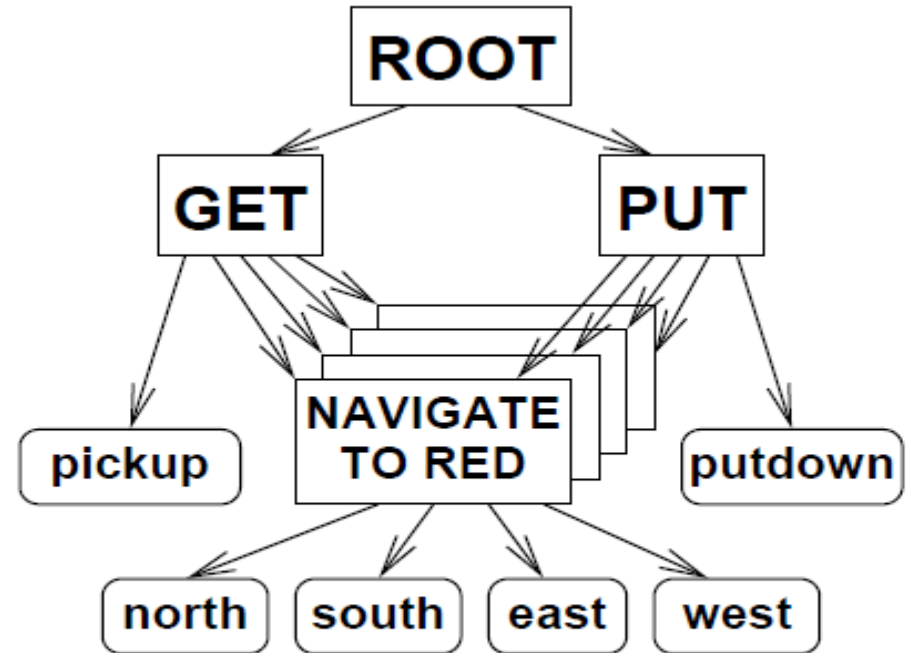 ROOT
GET
PUT
NAVIGATE
TO RED
pickup
putdown
north
south
east
west